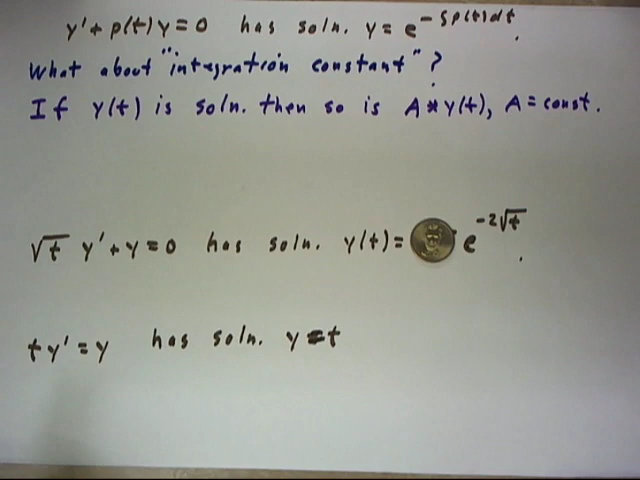 y' + p(t)y = 0 has soln. y = e^{-∫p(t)dt}.
What about "integration constant"?
If y(t) is soln. then so is A*y(t), A = const.
√t y' + y = 0 has soln. y(t) = e^{-2√t}.
ty' = y has soln. y = t